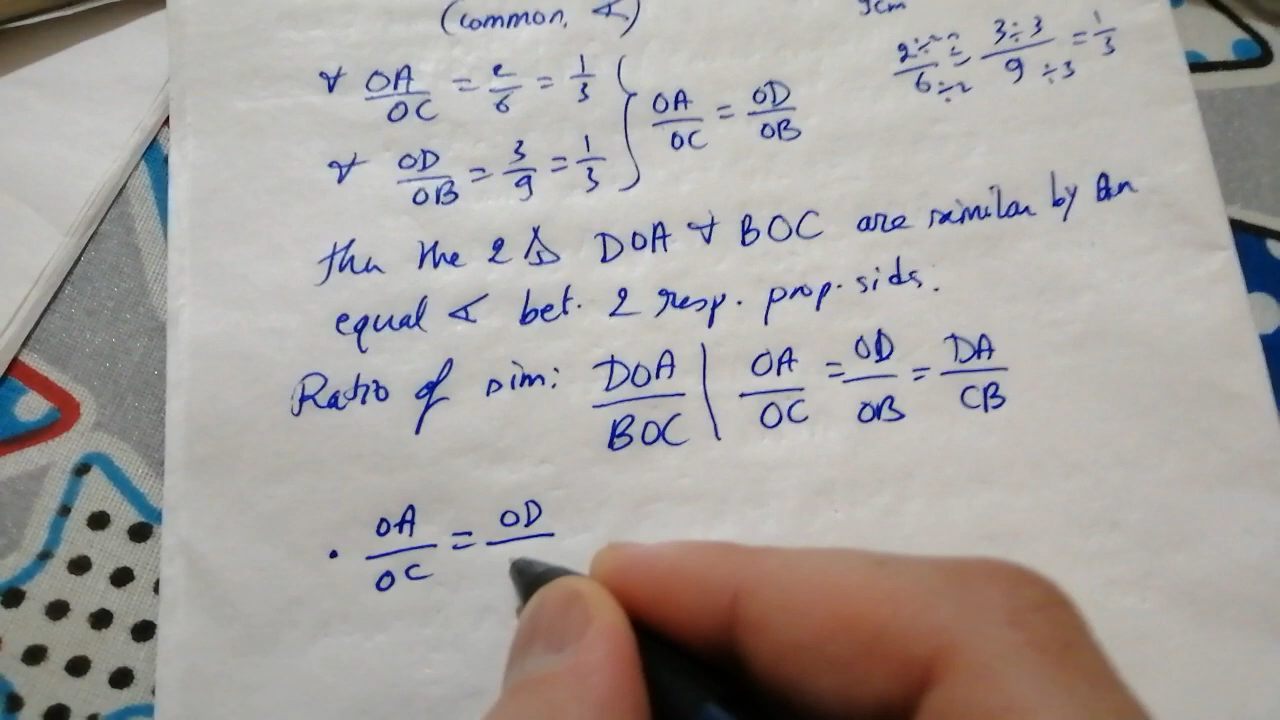 (common ∠)
9cm
2÷2/6÷2 = 3÷3/9÷3 = 1/3
* OA/OC = 2/6 = 1/3
* OD/OB = 3/9 = 1/3
} OA/OC = OD/OB
then the 2 Δs DOA & BOC are similar by an
equal ∠ bet. 2 resp. prop. sids.
Ratio of sim: DOA/BOC | OA/OC = OD/OB = DA/CB
. OA/OC = OD